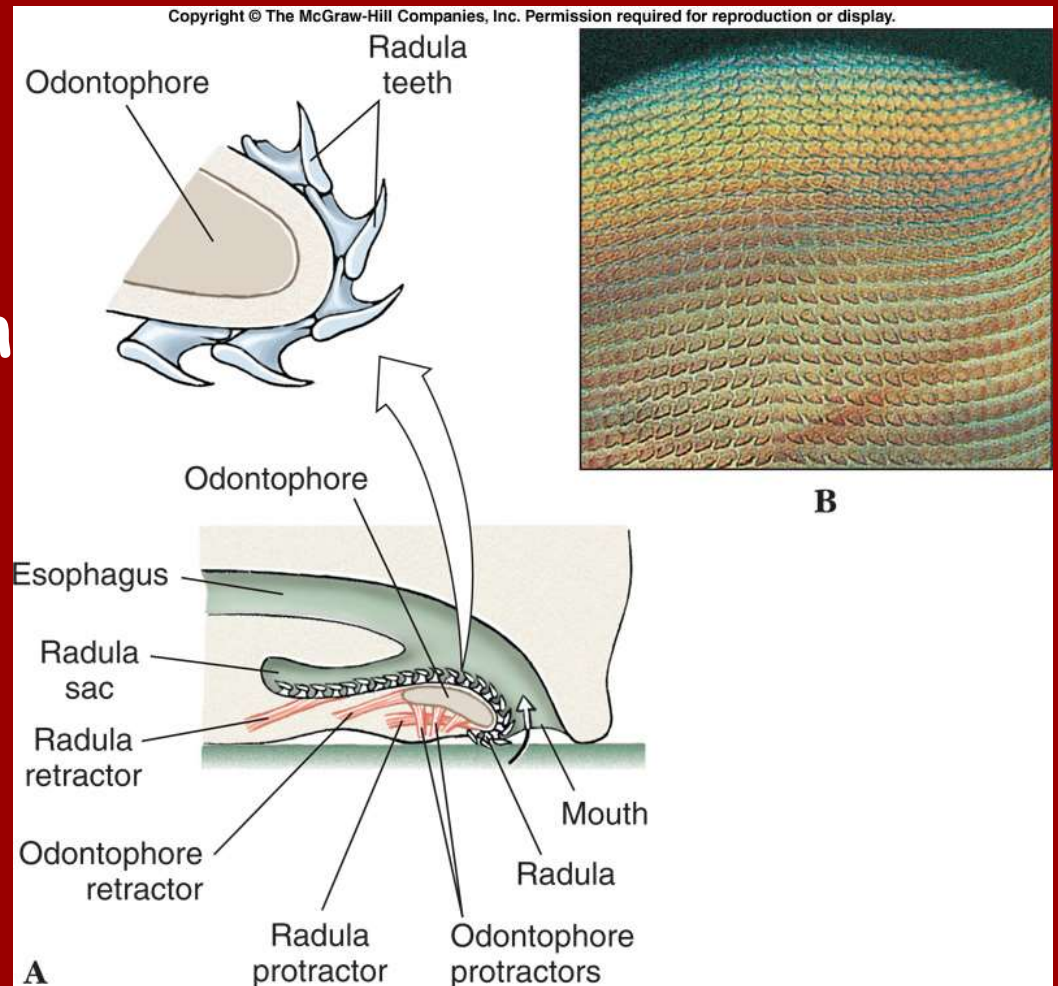 Copyright © The McGraw-Hill Companies, Inc. Permission required for reproduction or display.
Odontophore
Radula
teeth
B
Odontophore
Esophagus
Radula
sac
Radula
retractor
Mouth
Odontophore
retractor
Radula
Radula
protractor
Odontophore
protractors
A